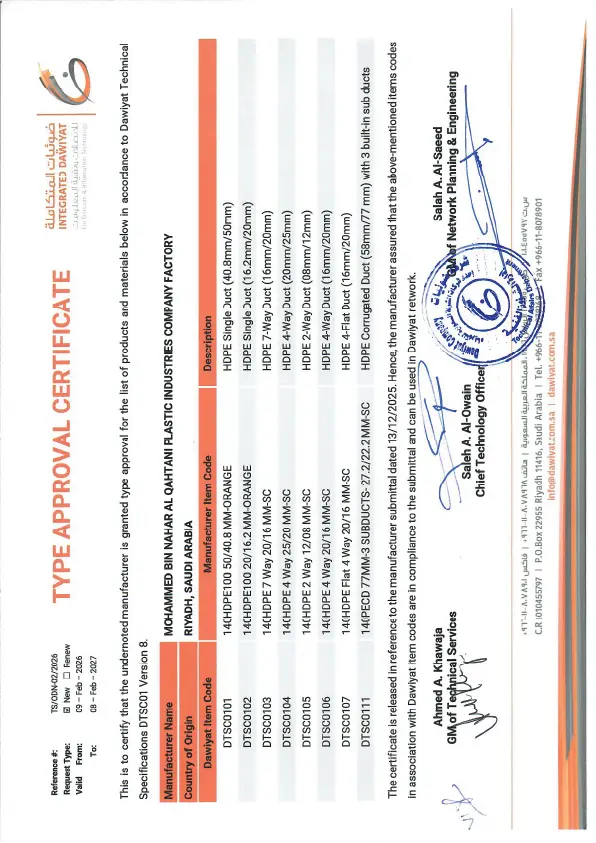 Reference #: TS/ODN-02/2026
Request Type: ☑ New ☐ Renew
Valid From: 09 – Feb – 2026
To: 08 – Feb – 2027
TYPE APPROVAL CERTIFICATE
ضوئيات المتكاملة
INTEGRATED DAWIYAT
This is to certify that the undernoted manufacturer is granted type approval for the list of products and materials below in accordance to Dawiyat Technical
Specifications DTSC01 Version 8.
Manufacturer Name MOHAMMED BIN NAHAR AL QAHTANI PLASTIC INDUSTRIES COMPANY FACTORY
Country of Origin RIYADH, SAUDI ARABIA
Dawiyat Item Code Manufacturer Item Code Description
DTSC0101 140(HDPE100 50/40.8 MM-ORANGE HDPE Single Duct (40.8mm/50mm)
DTSC0102 140(HDPE100 20/16.2 MM-ORANGE HDPE Single Duct (16.2mm/20mm)
DTSC0103 140(HDPE 7 Way 20/16 MM-SC HDPE 7-Way Duct (16mm/20mm)
DTSC0104 140(HDPE 4 Way 25/20 MM-SC HDPE 4-Way Duct (20mm/25mm)
DTSC0105 140(HDPE 2 Way 12/08 MM-SC HDPE 2-Way Duct (08mm/12mm)
DTSC0106 140(HDPE 4 Way 20/16 MM-SC HDPE 4-Way Duct (16mm/20mm)
DTSC0107 140(HDPE Flat 4 Way 20/16 MM-SC HDPE 4-Flat Duct (16mm/20mm)
DTSC0111 140(PECD 77MM-3 SUBDUCTS- 27.2/22.2MM-SC HDPE Corrugated Duct (58mm/77 mm) with 3 built-in sub ducts
The certificate is released in reference to the manufacturer submittal dated 13/12/2025. Hence, the manufacturer assured that the above-mentioned items codes
in association with Dawiyat Item codes are in compliance to the submittal and can be used in Dawiyat network.
Ahmed A. Khawaja
GM of Technical Services
Saleh A. Al-Owain
Chief Technology Officer
Salah A. Al-Saeed
GM of Network Planning & Engineering
C.R :010455797 | P.O.Box 22955 Riyadh 11416, Saudi Arabia | Tel. +966-11- Fax +966-11-8078901
info@dawiyat.com.sa | dawiyat.com.sa